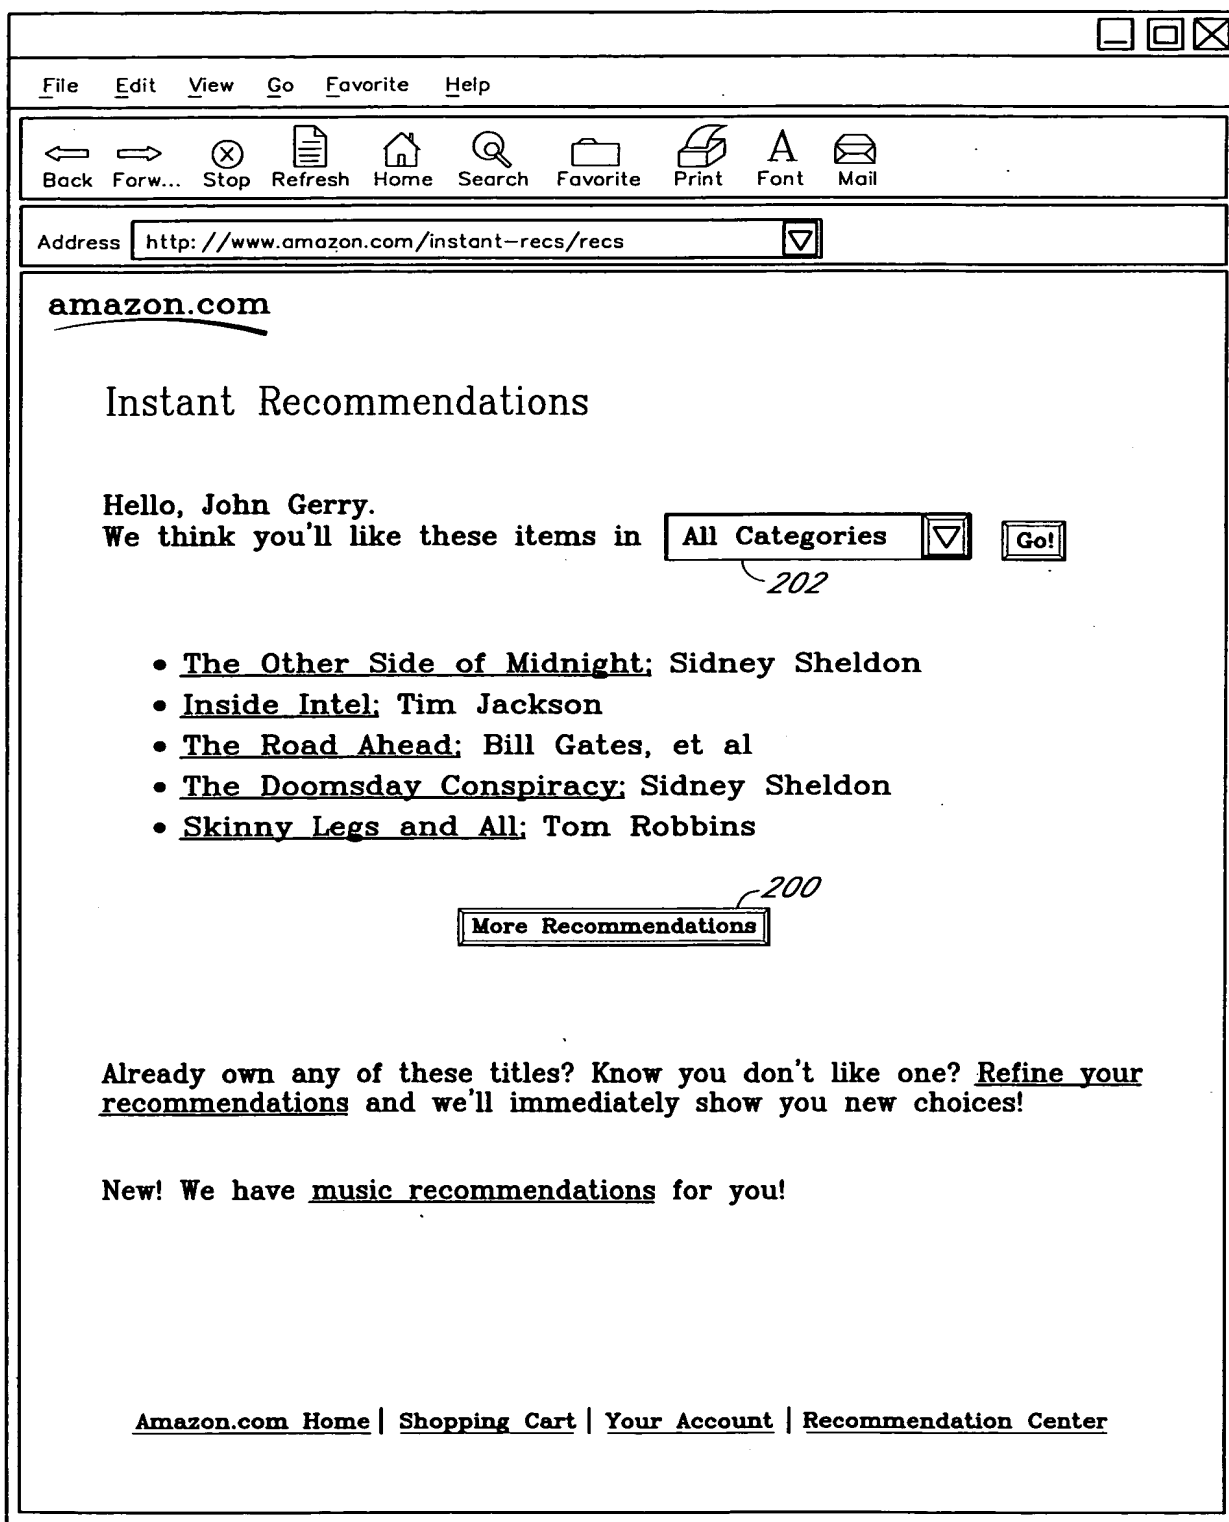 File Edit View Go Favorite Help
Back Forw... Stop Refresh Home Search Favorite Print Font Mail
Address http://www.amazon.com/instant-recs/recs
amazon.com
Instant Recommendations
Hello, John Gerry.
We think you'll like these items in All Categories Go!
202
• The Other Side of Midnight; Sidney Sheldon
• Inside Intel; Tim Jackson
• The Road Ahead; Bill Gates, et al
• The Doomsday Conspiracy; Sidney Sheldon
• Skinny Legs and All; Tom Robbins
200
More Recommendations
Already own any of these titles? Know you don't like one? Refine your
recommendations and we'll immediately show you new choices!
New! We have music recommendations for you!
Amazon.com Home | Shopping Cart | Your Account | Recommendation Center